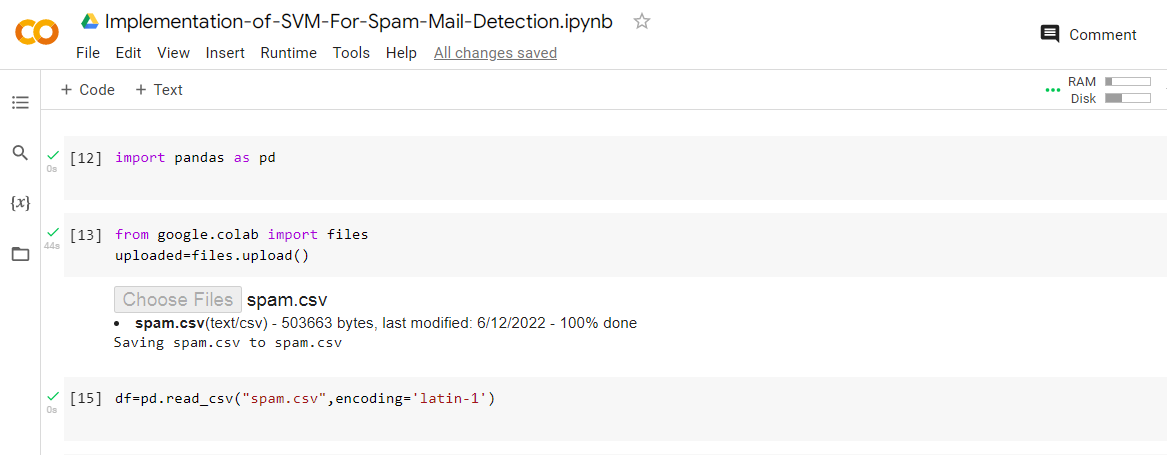 Implementation-of-SVM-For-Spam-Mail-Detection.ipynb
File Edit View Insert Runtime Tools Help All changes saved
Comment
+ Code + Text
RAM
Disk
[12] import pandas as pd
0s
{x}
[13] from google.colab import files
44s
uploaded=files.upload()
Choose Files spam.csv
• spam.csv(text/csv) - 503663 bytes, last modified: 6/12/2022 - 100% done
Saving spam.csv to spam.csv
[15] df=pd.read_csv("spam.csv",encoding='latin-1')
0s